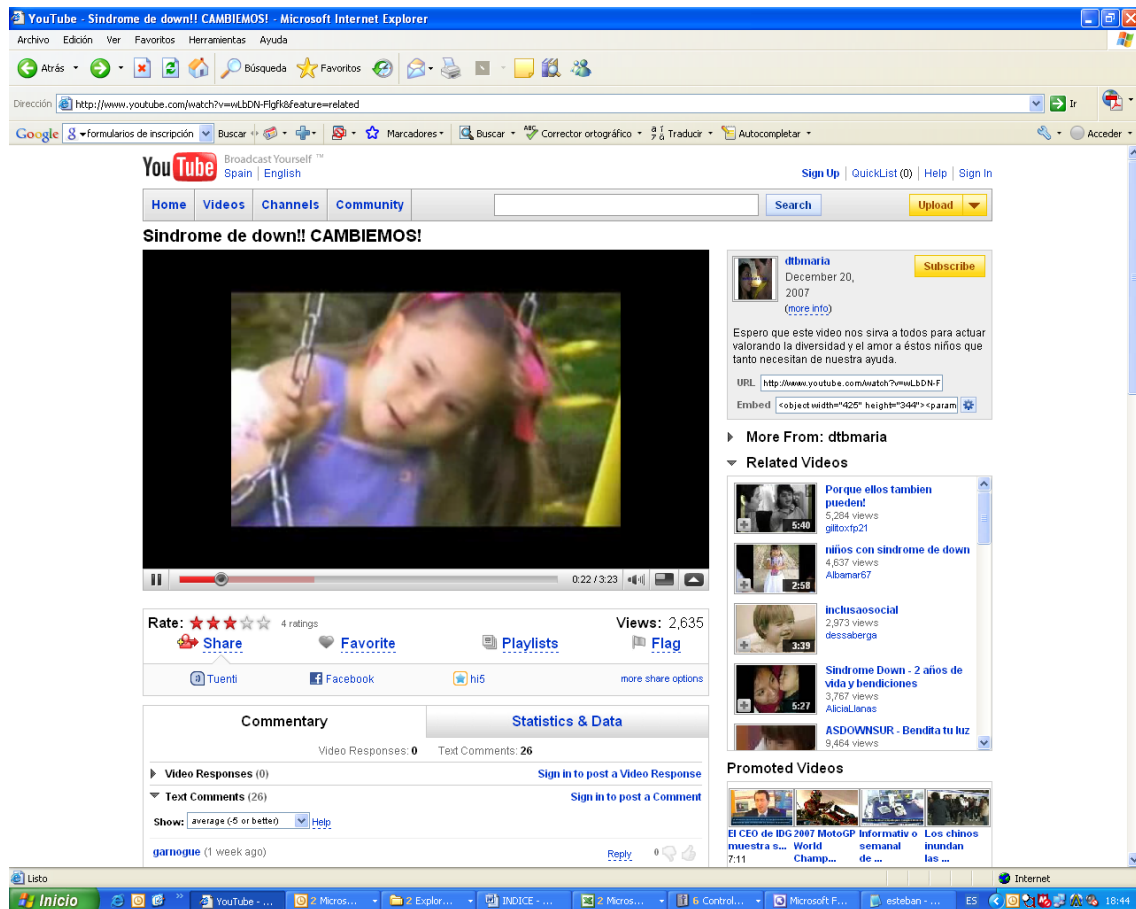 YouTube - Sindrome de down!! CAMBIEMOS! - Microsoft Internet Explorer
Archivo Edición Ver Favoritos Herramientas Ayuda
Atrás Búsqueda Favoritos
Dirección http://www.youtube.com/watch?v=wLbDN-Flgfk&feature=related Ir
Google formularios de inscripción Buscar Marcadores Buscar Corrector ortográfico Traducir Autocompletar Acceder
YouTube Broadcast Yourself ™
Spain | English
Sign Up | QuickList (0) | Help | Sign In
Home Videos Channels Community Search Upload
Sindrome de down!! CAMBIEMOS!
0:22 / 3:23
Rate: 4 ratings Views: 2,635
Share Favorite Playlists Flag
Tuenti Facebook hi5 more share options
Commentary Statistics & Data
Video Responses: 0 Text Comments: 26
Video Responses (0) Sign in to post a Video Response
Text Comments (26) Sign in to post a Comment
Show: average (-5 or better) Help
garnogue (1 week ago) Reply 0
dtbmaria Subscribe
December 20,
2007
(more info)
Espero que este video nos sirva a todos para actuar
valorando la diversidad y el amor a éstos niños que
tanto necesitan de nuestra ayuda.
URL http://www.youtube.com/watch?v=wLbDN-F
Embed <object width="425" height="344"><param
More From: dtbmaria
Related Videos
Porque ellos tambien
pueden!
5,284 views
gilitoxfp21
5:40
niños con sindrome de down
4,637 views
Albamar67
2:58
inclusaosocial
2,973 views
dessaberga
3:39
Sindrome Down - 2 años de
vida y bendiciones
3,767 views
AliciaLlanas
5:27
ASDOWNSUR - Bendita tu luz
9,464 views
Promoted Videos
El CEO de IDG
muestra s...
7:11
2007 MotoGP
World
Champ...
Informativo
semanal
de ...
Los chinos
inundan
las ...
Listo Internet
Inicio YouTube - ... 2 Micros... 2 Explor... INDICE - ... 2 Micros... 6 Control... Microsoft F... esteban - ... ES 18:44